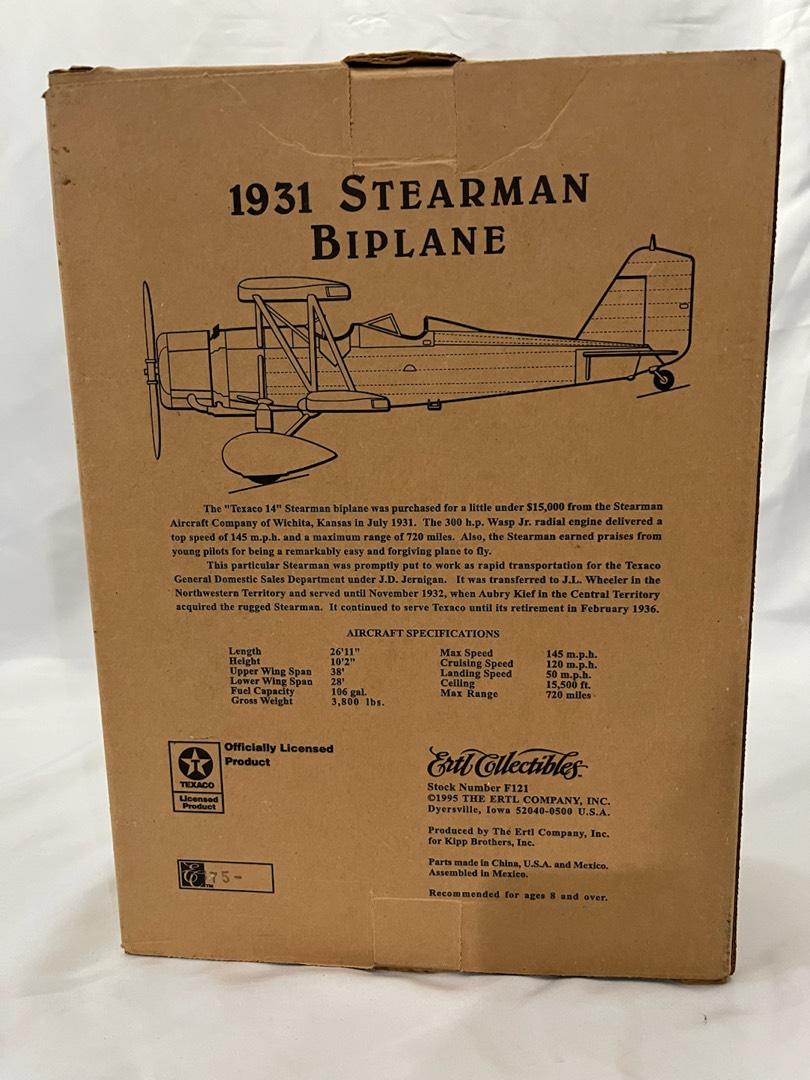 1931 STEARMAN
BIPLANE
The "Texaco 14" Stearman biplane was purchased for a little under $15,000 from the Stearman
Aircraft Company of Wichita, Kansas in July 1931. The 300 h.p. Wasp Jr. radial engine delivered a
top speed of 145 m.p.h. and a maximum range of 720 miles. Also, the Stearman earned praises from
young pilots for being a remarkably easy and forgiving plane to fly.
This particular Stearman was promptly put to work as rapid transportation for the Texaco
General Domestic Sales Department under J.D. Jernigan. It was transferred to J.L. Wheeler in the
Northwestern Territory and served until November 1932, when Aubry Kief in the Central Territory
acquired the rugged Stearman. It continued to serve Texaco until its retirement in February 1936.
AIRCRAFT SPECIFICATIONS
Length 26'11"
Height 10'2"
Upper Wing Span 38'
Lower Wing Span 28'
Fuel Capacity 106 gal.
Gross Weight 3,800 lbs.
Max Speed 145 m.p.h.
Cruising Speed 120 m.p.h.
Landing Speed 50 m.p.h.
Ceiling 15,500 ft.
Max Range 720 miles
T
TEXACO
Licensed
Product
Officially Licensed
Product
Ertl Collectibles
Stock Number F121
©1995 THE ERTL COMPANY, INC.
Dyersville, Iowa 52040-0500 U.S.A.
Produced by The Ertl Company, Inc.
for Kipp Brothers, Inc.
Parts made in China, U.S.A. and Mexico.
Assembled in Mexico.
Recommended for ages 8 and over.
75-